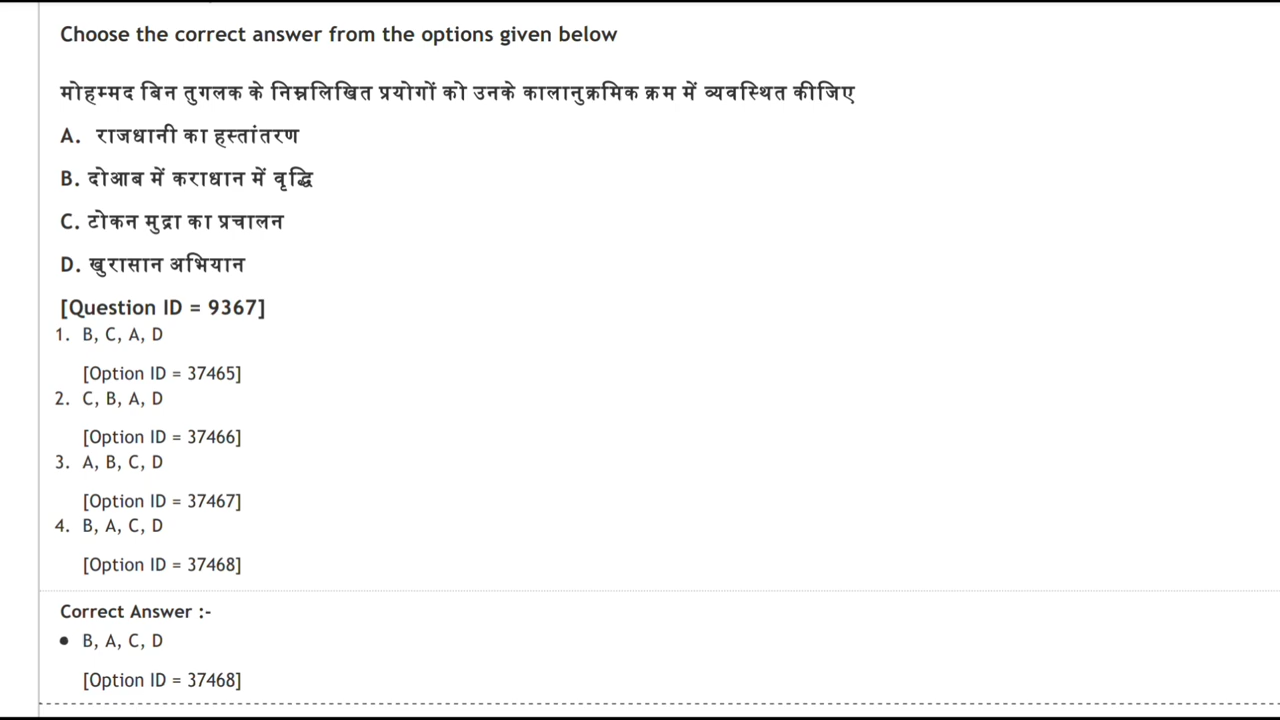 Choose the correct answer from the options given below
मोहम्मद बिन तुगलक के निम्नलिखित प्रयोगों को उनके कालानुक्रमिक क्रम में व्यवस्थित कीजिए
A. राजधानी का हस्तांतरण
B. दोआब में कराधान में वृद्धि
C. टोकन मुद्रा का प्रचालन
D. खुरासान अभियान
[Question ID = 9367]
1. B, C, A, D
[Option ID = 37465]
2. C, B, A, D
[Option ID = 37466]
3. A, B, C, D
[Option ID = 37467]
4. B, A, C, D
[Option ID = 37468]
Correct Answer :-
• B, A, C, D
[Option ID = 37468]